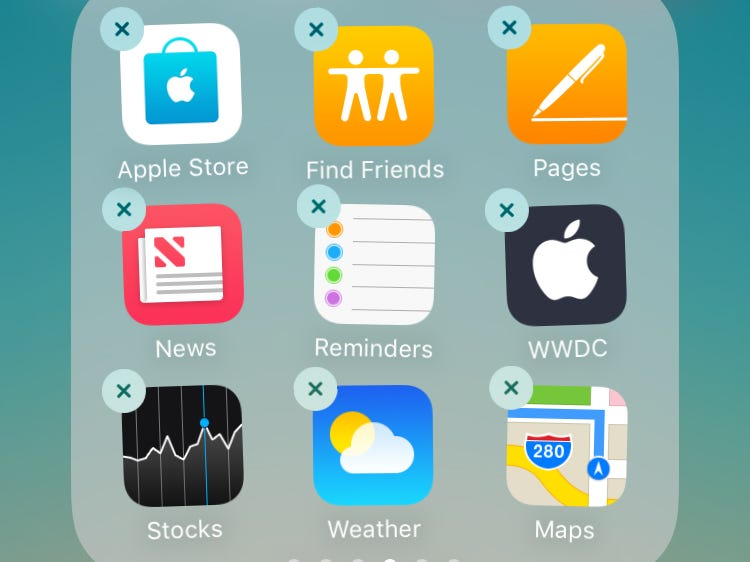 Apple Store
Find Friends
Pages
News
Reminders
WWDC
280
Stocks
Weather
Maps